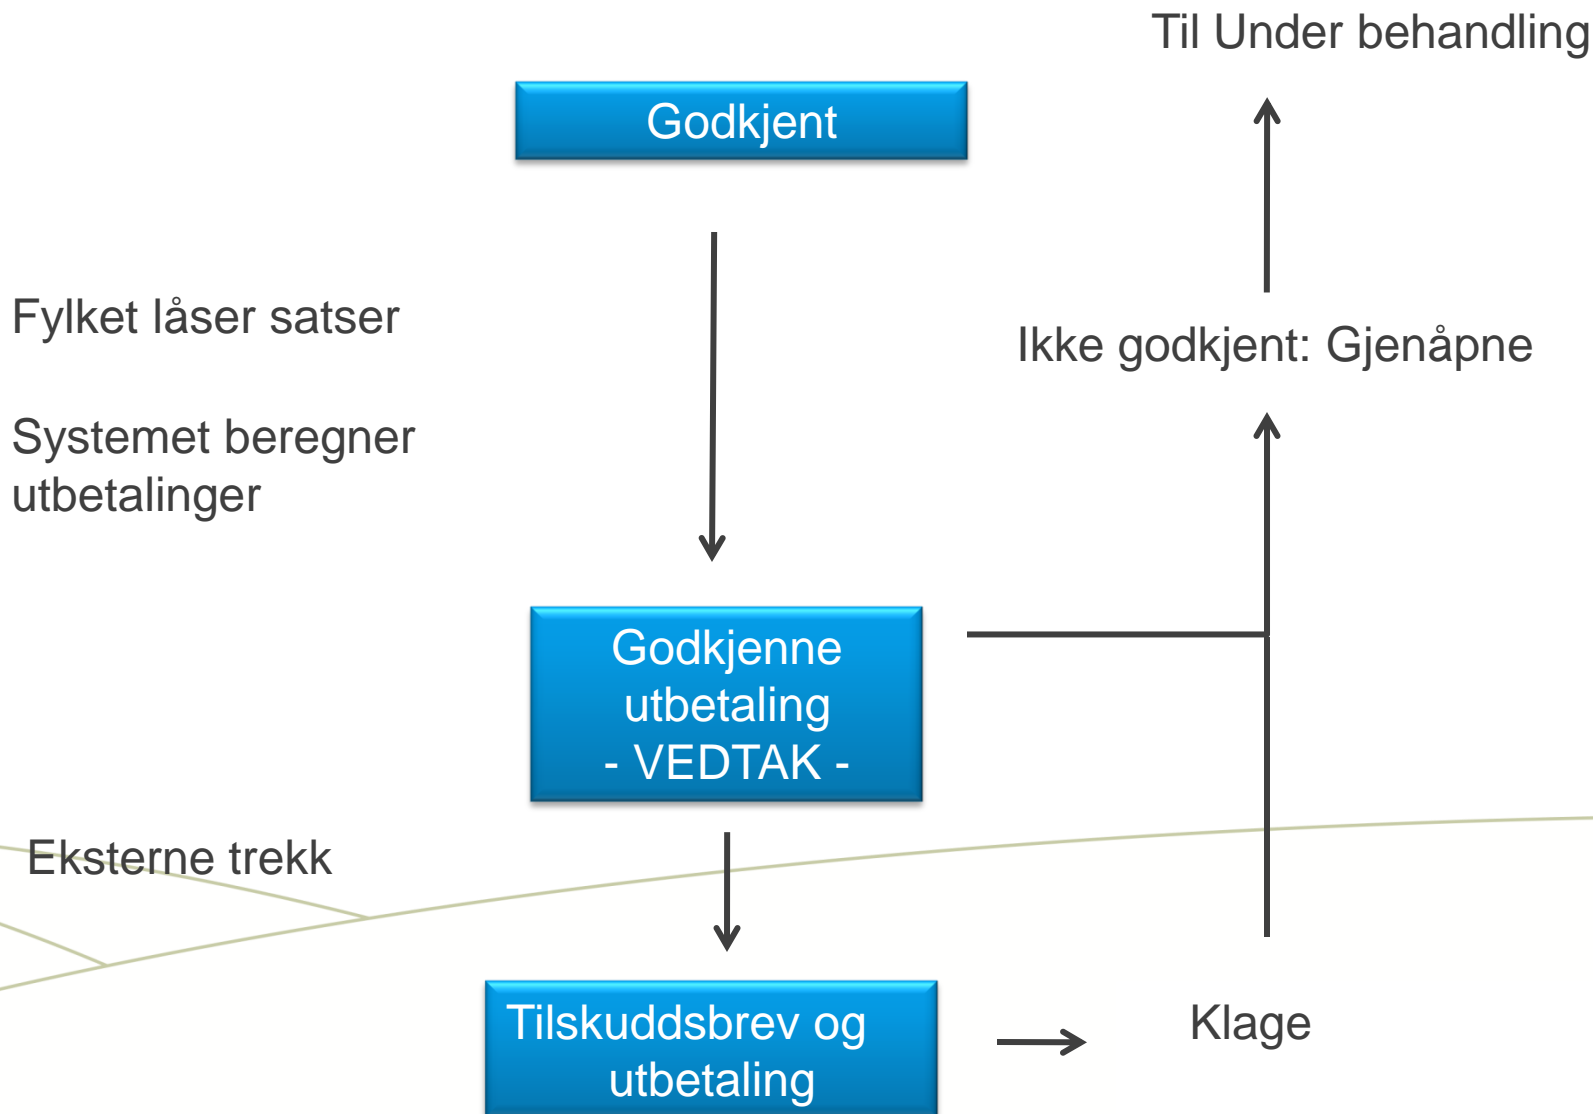 Til Under behandling
Godkjent
Fylket låser satser
Ikke godkjent: Gjenåpne
Systemet beregner
utbetalinger
Godkjenne
utbetaling
- VEDTAK -
Eksterne trekk
Tilskuddsbrev og
utbetaling
Klage